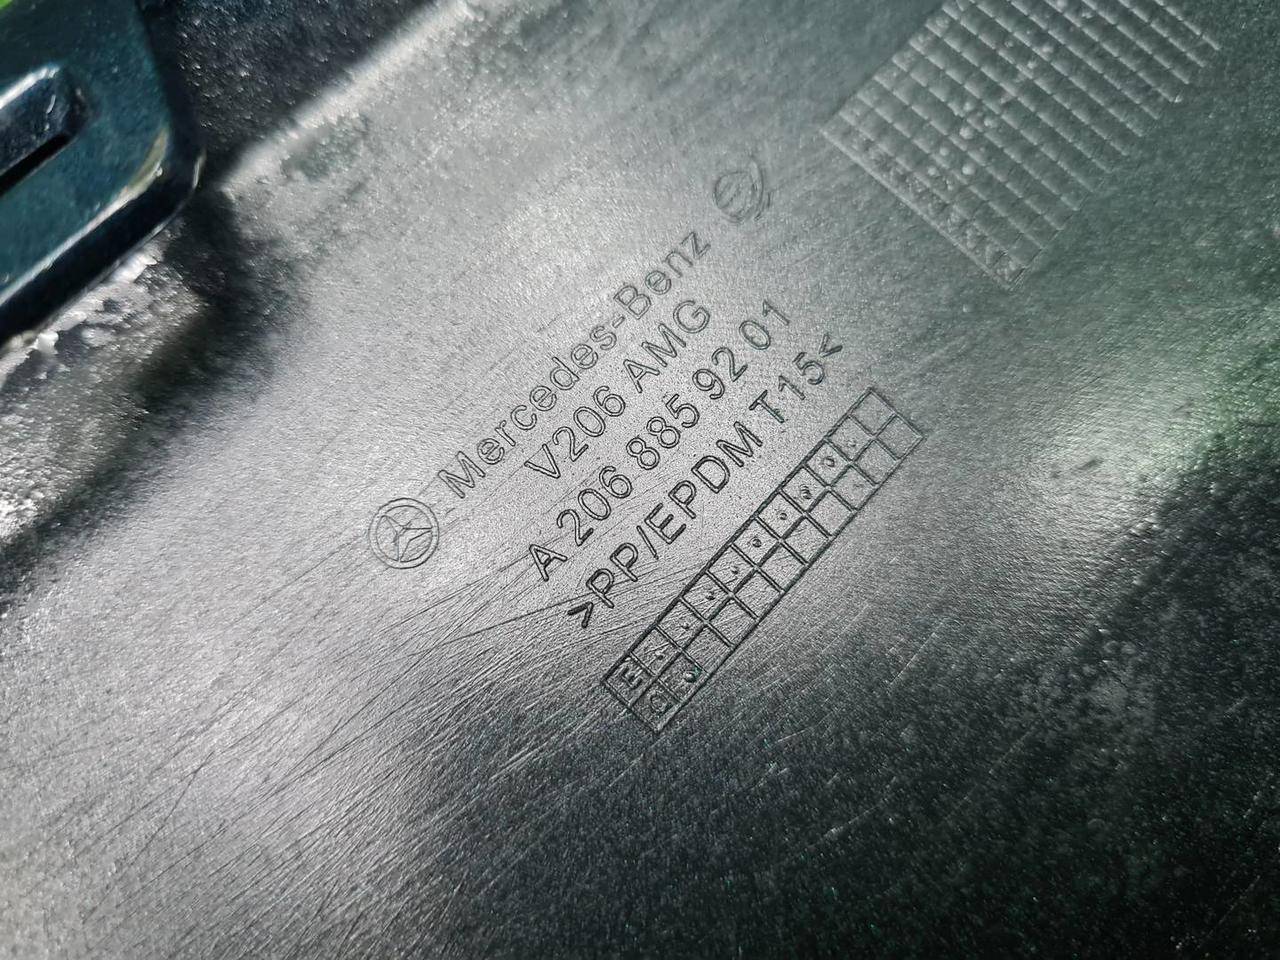 Mercedes-Benz
V206 AMG
A 206 885 92 01
>PP/EPDM T15<